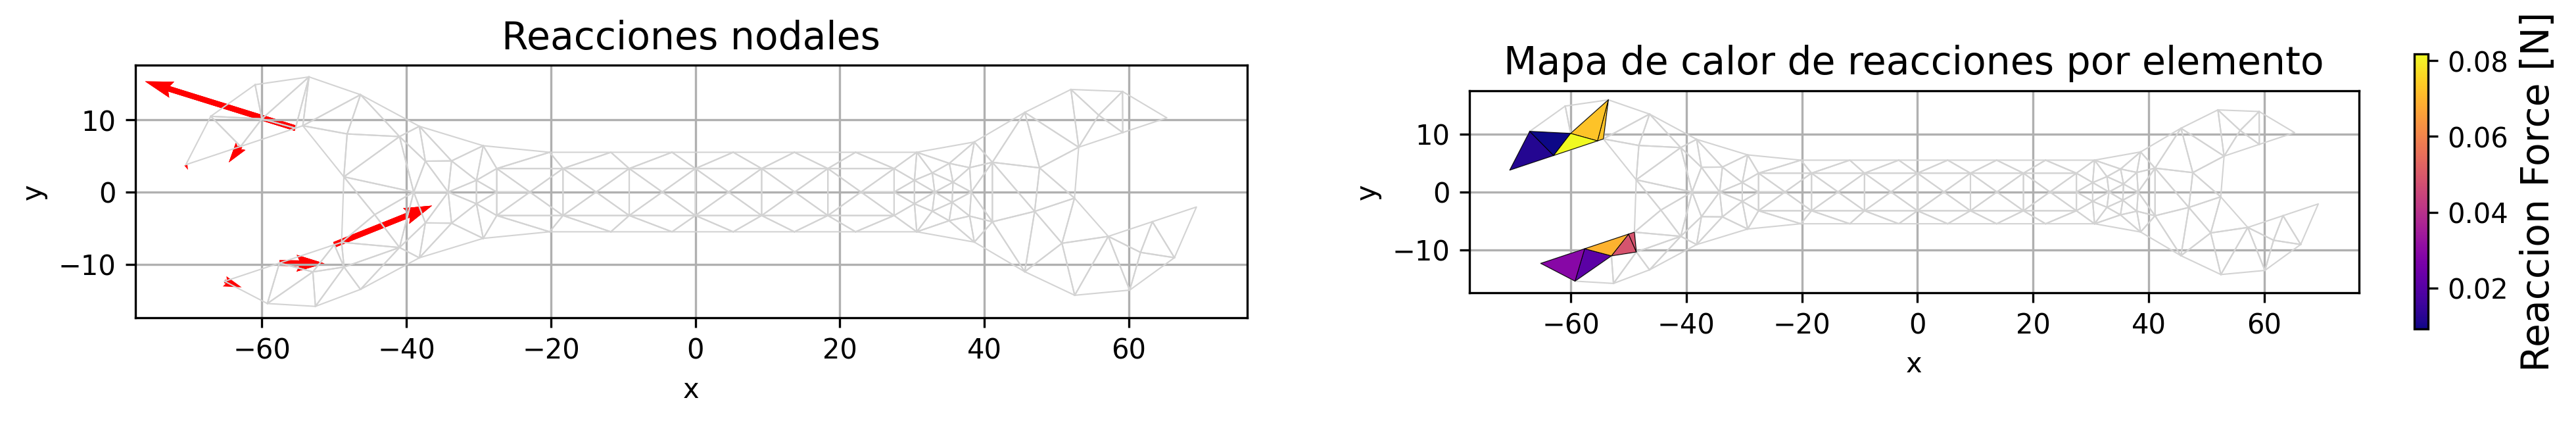 Reacciones nodales
10
0
−10
y
−60 −40 −20 0 20 40 60
x
Mapa de calor de reacciones por elemento
10
0
−10
y
−60 −40 −20 0 20 40 60
x
0.08
0.06
0.04
0.02
Reaccion Force [N]